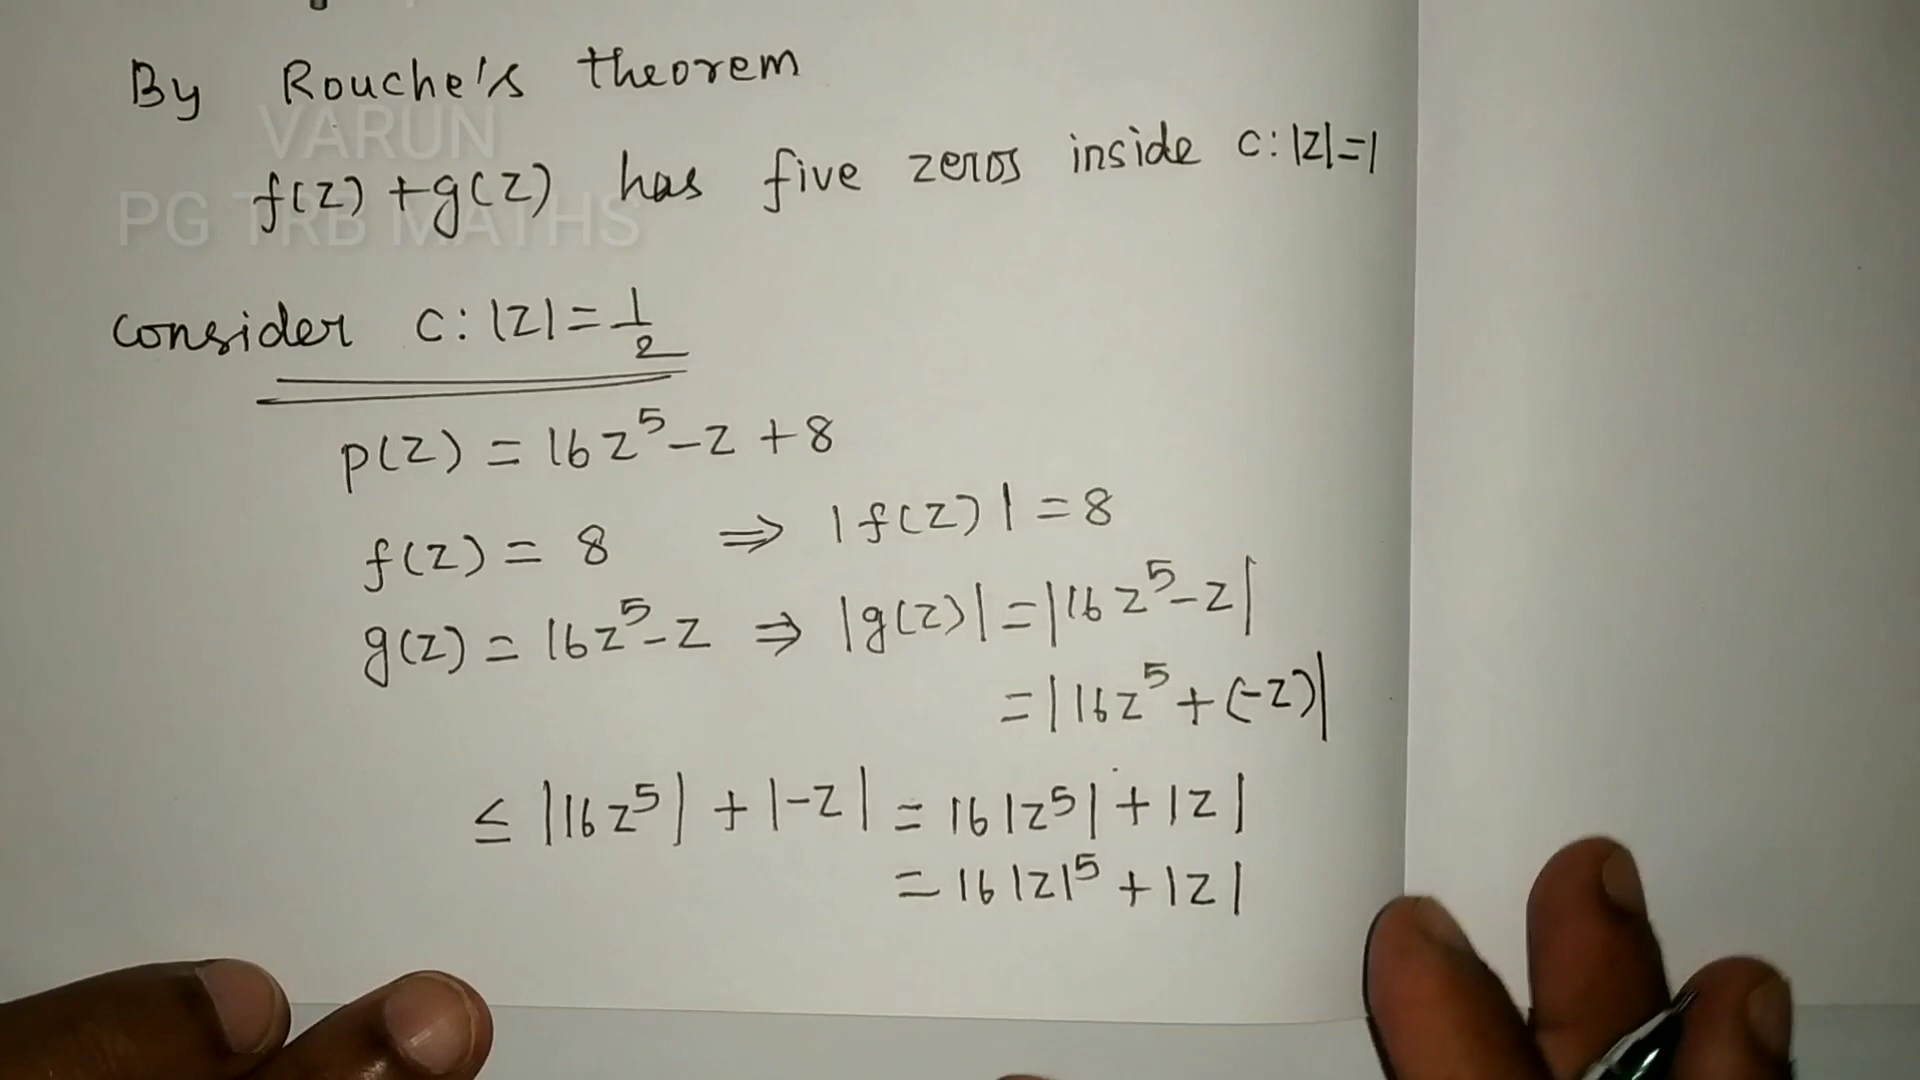 By Rouche's theorem
VARUN
f(z)+g(z) has five zeros inside c:|z|=1
PG TRB MATHS
consider c:|z|=1/2
p(z)=16z⁵-z+8
f(z)=8 ⇒ |f(z)|=8
g(z)=16z⁵-z ⇒ |g(z)|=|16z⁵-z|
=|16z⁵+(-z)|
≤|16z⁵|+|-z|=16|z⁵|+|z|
=16|z|⁵+|z|